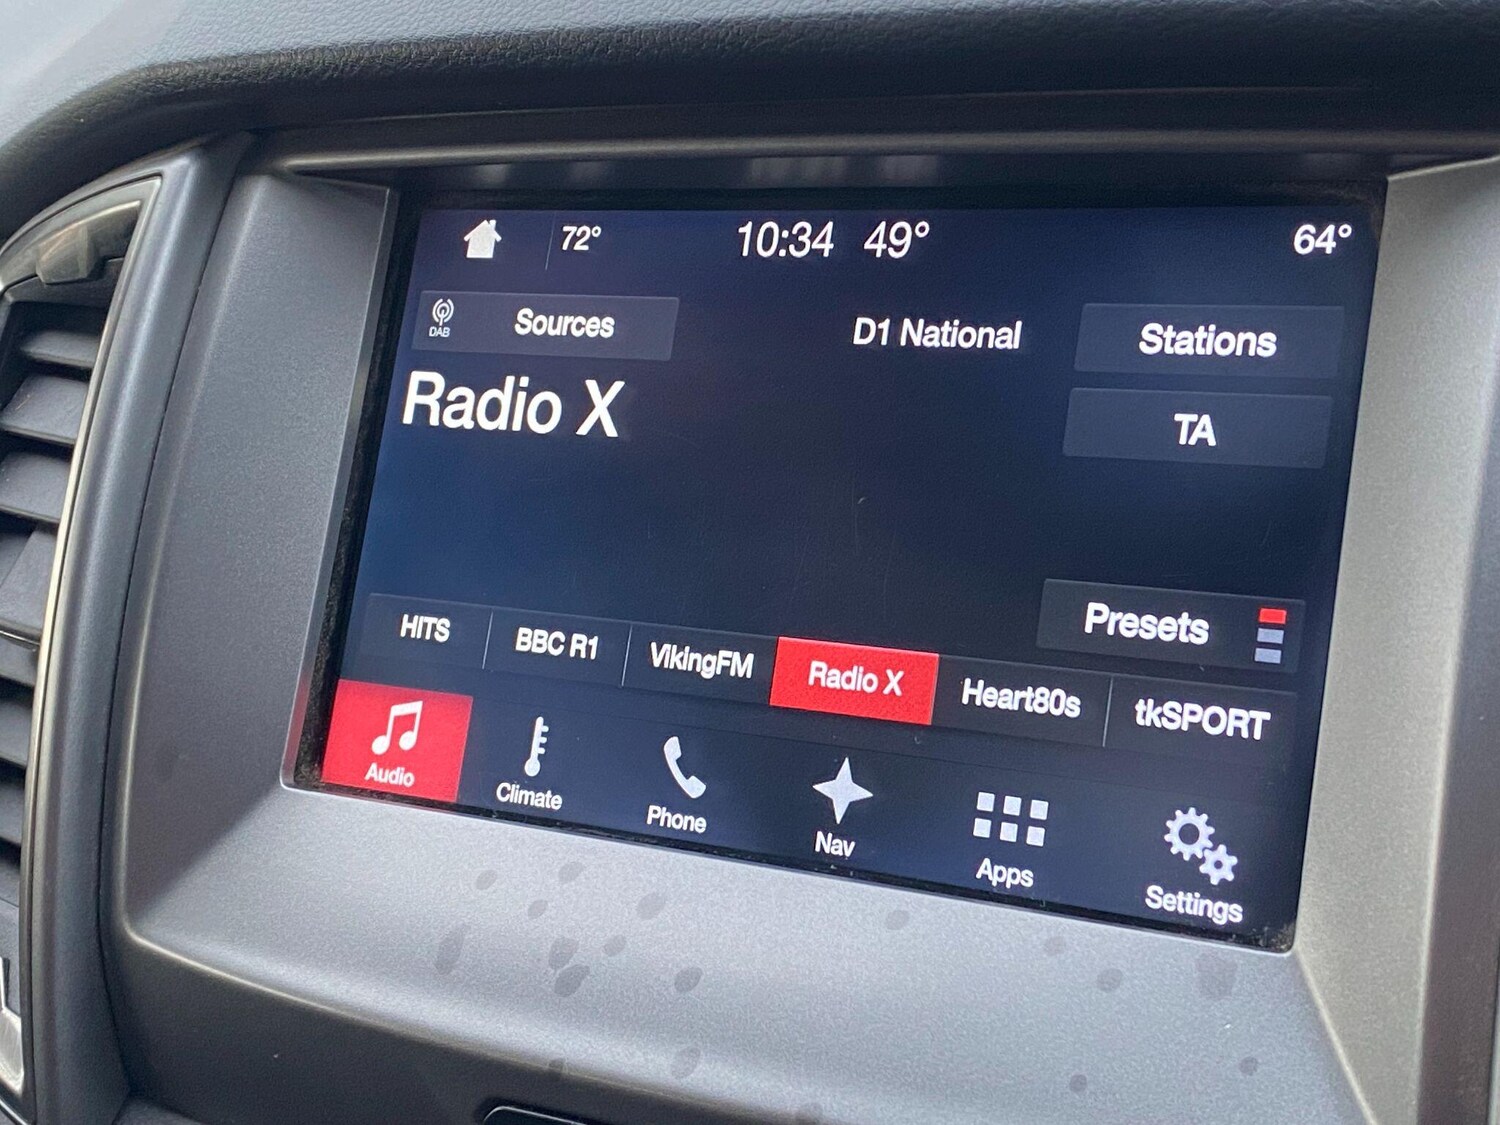 72° 10:34 49° 64°
DAB Sources D1 National Stations
Radio X
TA
Presets
HITS BBC R1 VikingFM Radio X Heart80s tkSPORT
Audio Climate Phone Nav Apps Settings